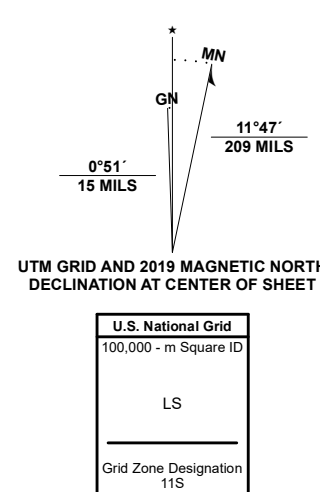 MN
GN
11°47´
209 MILS
0°51´
15 MILS
UTM GRID AND 2019 MAGNETIC NORTH
DECLINATION AT CENTER OF SHEET
U.S. National Grid
100,000 - m Square ID
LS
Grid Zone Designation
11S